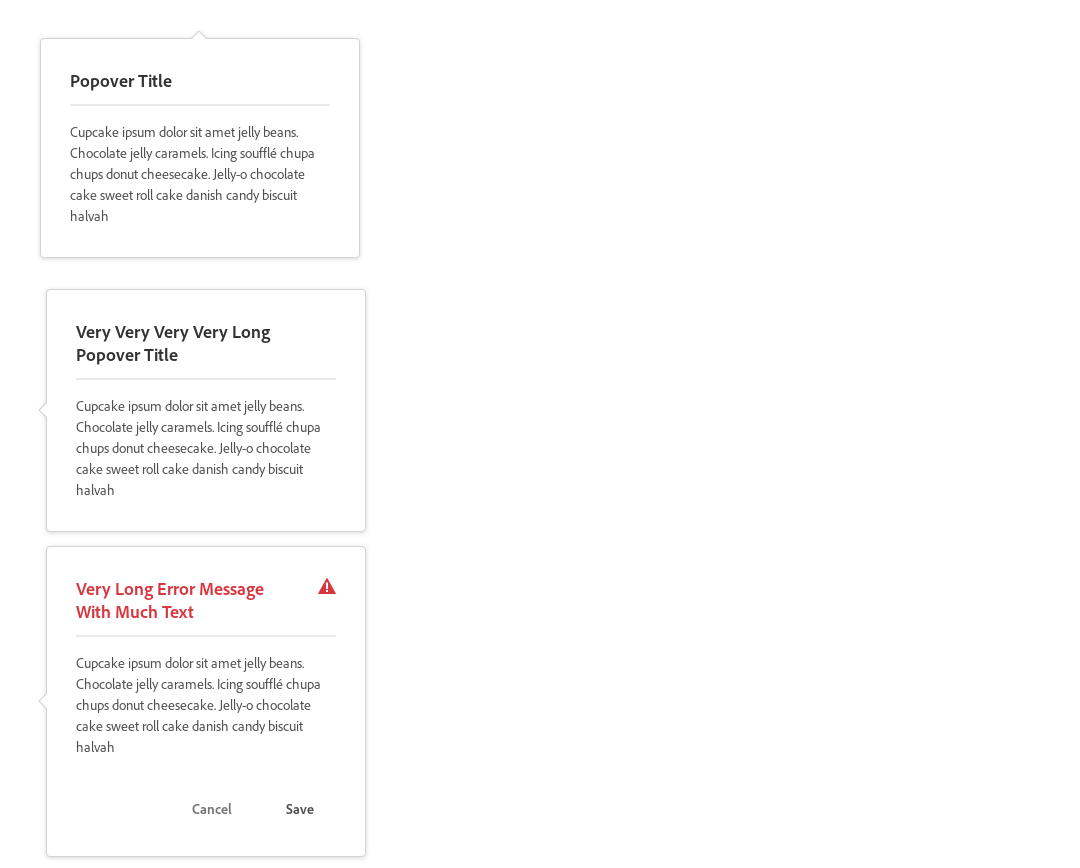 Popover Title
Cupcake ipsum dolor sit amet jelly beans.
Chocolate jelly caramels. Icing soufflé chupa
chups donut cheesecake. Jelly-o chocolate
cake sweet roll cake danish candy biscuit
halvah
Very Very Very Very Long
Popover Title
Cupcake ipsum dolor sit amet jelly beans.
Chocolate jelly caramels. Icing soufflé chupa
chups donut cheesecake. Jelly-o chocolate
cake sweet roll cake danish candy biscuit
halvah
Very Long Error Message
With Much Text
Cupcake ipsum dolor sit amet jelly beans.
Chocolate jelly caramels. Icing soufflé chupa
chups donut cheesecake. Jelly-o chocolate
cake sweet roll cake danish candy biscuit
halvah
Cancel Save